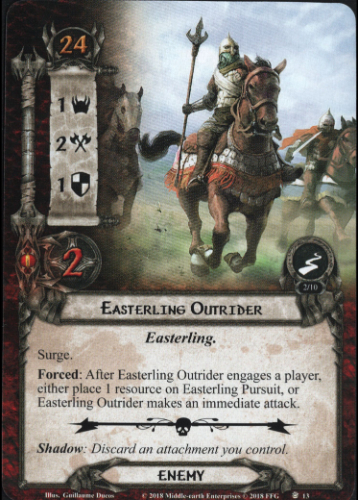 24
1
2
1
2
2/10
EASTERLING OUTRIDER
Easterling.
Surge.
Forced: After Easterling Outrider engages a player,
either place 1 resource on Easterling Pursuit, or
Easterling Outrider makes an immediate attack.
Shadow: Discard an attachment you control.
ENEMY
Illus. Guillaume Ducos © 2018 Middle-earth Enterprises © 2018 FFG 13